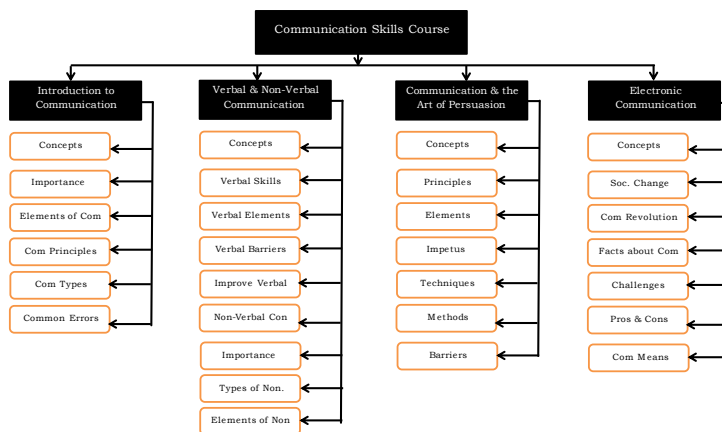 Communication Skills Course
Introduction to
Communication
Concepts
Importance
Elements of Com
Com Principles
Com Types
Common Errors
Verbal & Non-Verbal
Communication
Concepts
Verbal Skills
Verbal Elements
Verbal Barriers
Improve Verbal
Non-Verbal Con
Importance
Types of Non.
Elements of Non
Communication & the
Art of Persuasion
Concepts
Principles
Elements
Impetus
Techniques
Methods
Barriers
Electronic
Communication
Concepts
Soc. Change
Com Revolution
Facts about Com
Challenges
Pros & Cons
Com Means